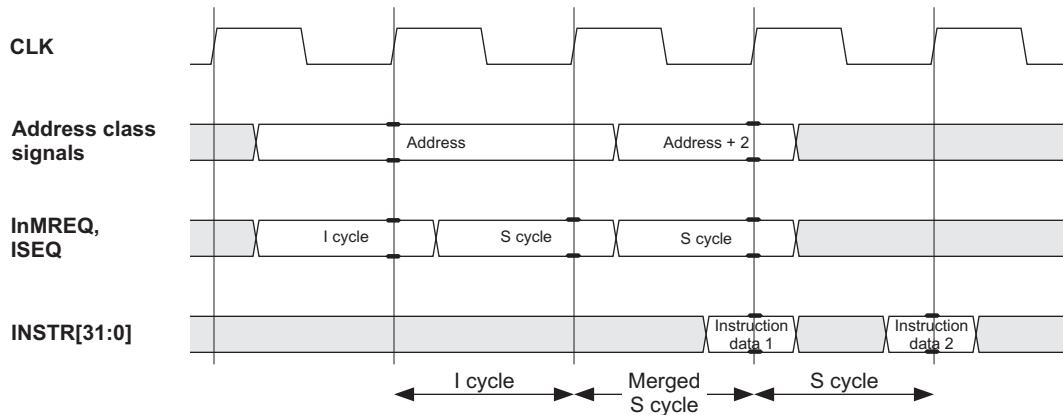 CLK
Address class
signals
Address
Address + 2
InMREQ,
ISEQ
I cycle
S cycle
S cycle
INSTR[31:0]
Instruction
data 1
Instruction
data 2
I cycle
Merged
S cycle
S cycle